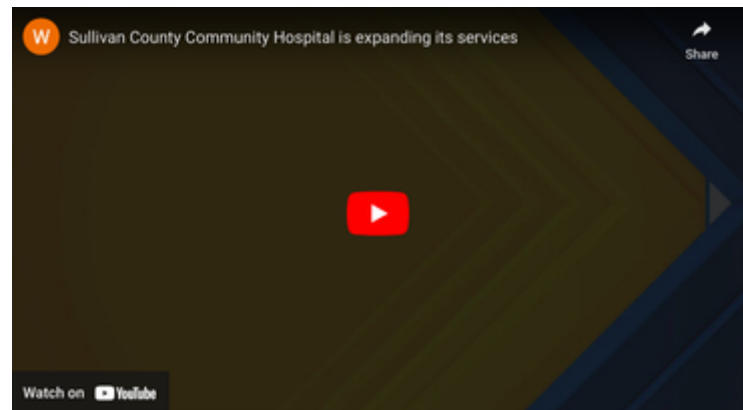 W
Sullivan County Community Hospital is expanding its services
Share
Watch on YouTube